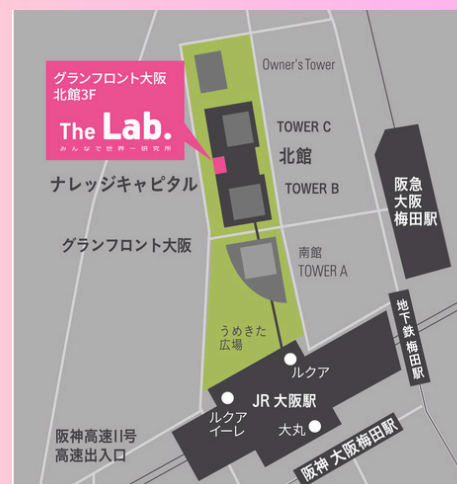 グランフロント大阪
北館3F
The Lab.
みんなで世界一研究所
Owner's Tower
TOWER C
北館
TOWER B
ナレッジキャピタル
グランフロント大阪
南館
TOWER A
阪急
大阪
梅田駅
うめきた
広場
地下鉄 梅田駅
ルクア
JR 大阪駅
ルクア
イーレ
大丸
阪神高速11号
高速出入口
阪神 大阪梅田駅